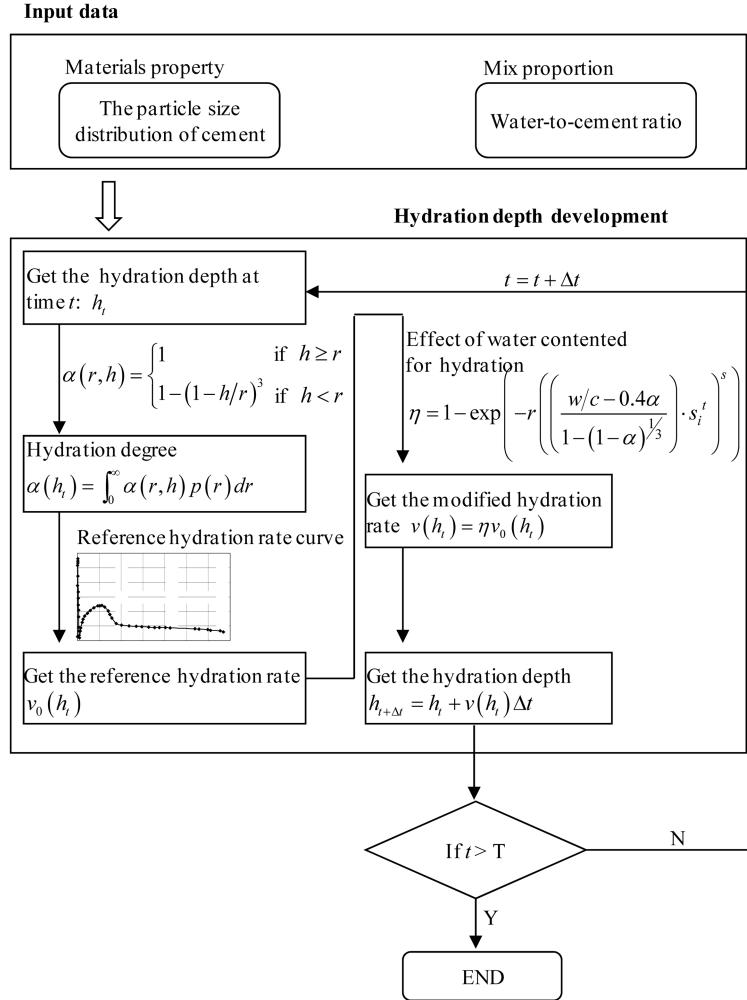 Input data
Materials property
The particle size
distribution of cement
Mix proportion
Water-to-cement ratio
Hydration depth development
Get the hydration depth at
time t: h_t
t = t + Δt
α(r,h) = { 1 if h ≥ r
1−(1−h/r)^3 if h < r
Hydration degree
α(h_t) = ∫_0^∞ α(r,h) p(r) dr
Reference hydration rate curve
Get the reference hydration rate
v_0(h_t)
Effect of water contented
for hydration
η = 1 − exp(−r(((w/c − 0.4α)/(1−(1−α)^{1/3}))·s_i^t)^s)
Get the modified hydration
rate v(h_t) = ηv_0(h_t)
Get the hydration depth
h_{t+Δt} = h_t + v(h_t)Δt
If t > T
N
Y
END